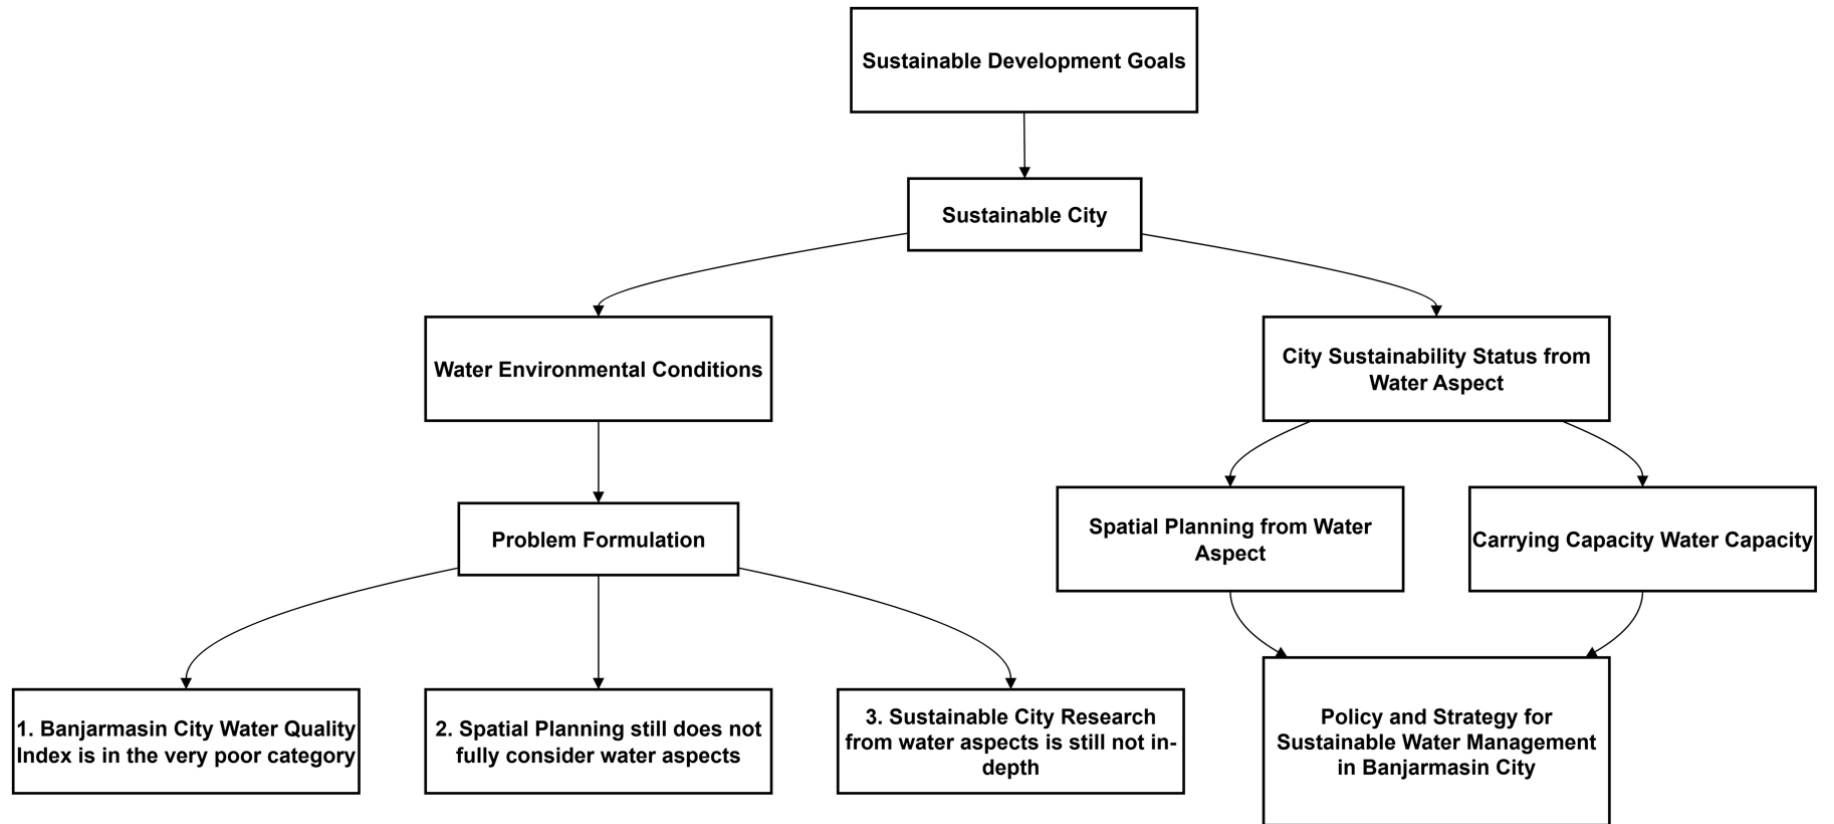 Sustainable Development Goals
Sustainable City
Water Environmental Conditions
City Sustainability Status from
Water Aspect
Problem Formulation
Spatial Planning from Water
Aspect
Carrying Capacity Water Capacity
1. Banjarmasin City Water Quality
Index is in the very poor category
2. Spatial Planning still does not
fully consider water aspects
3. Sustainable City Research
from water aspects is still not in-
depth
Policy and Strategy for
Sustainable Water Management
in Banjarmasin City